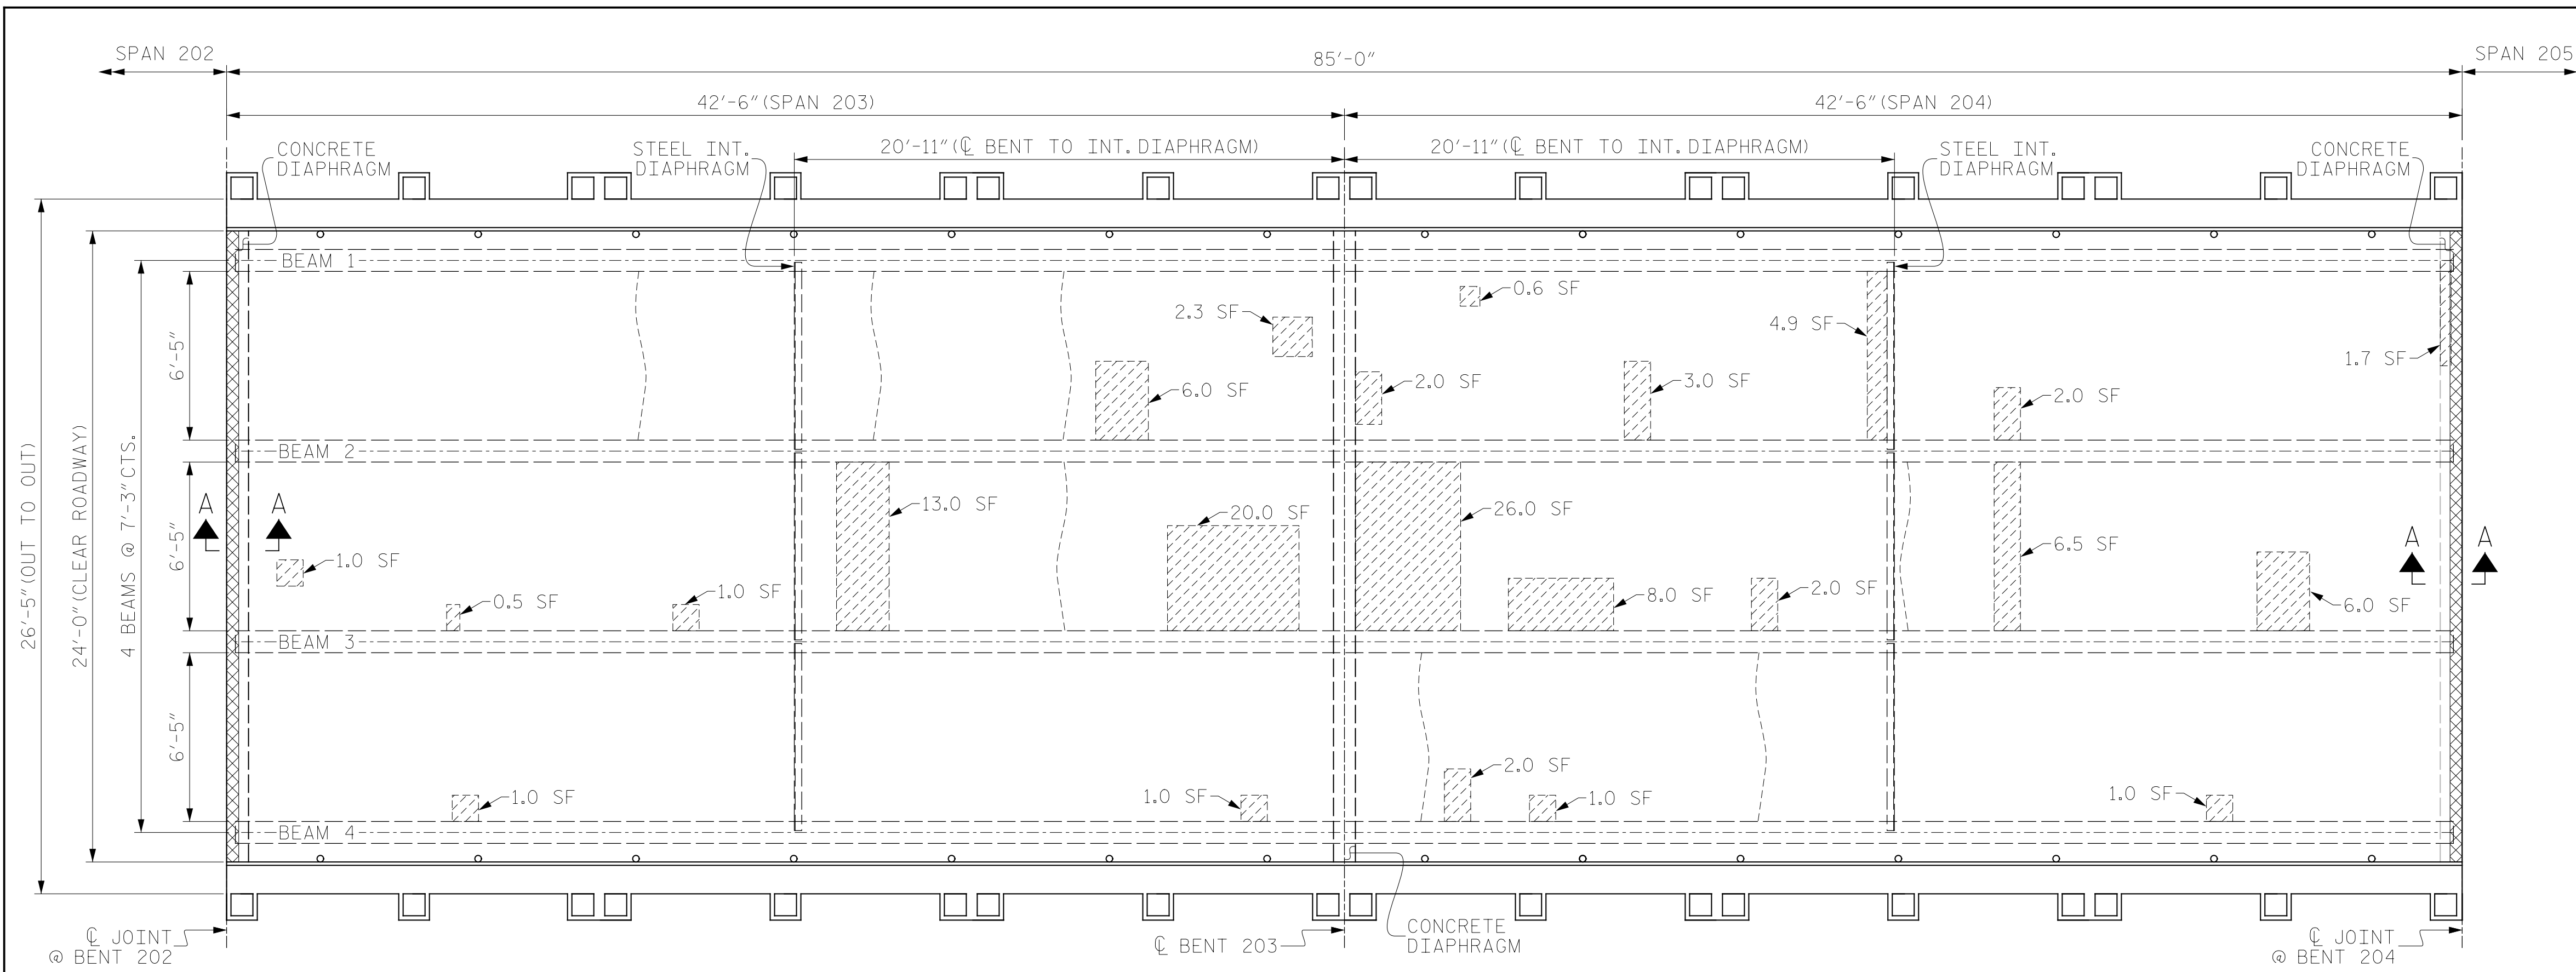 SPAN 202
85′-0″
SPAN 205
42′-6″(SPAN 203)
42′-6″(SPAN 204)
CONCRETE
DIAPHRAGM
STEEL INT.
DIAPHRAGM
20′-11″(℄ BENT TO INT. DIAPHRAGM)
20′-11″(℄ BENT TO INT. DIAPHRAGM)
STEEL INT.
DIAPHRAGM
CONCRETE
DIAPHRAGM
26′-5″(OUT TO OUT)
24′-0″(CLEAR ROADWAY)
4 BEAMS @ 7′-3″ CTS.
6′-5″
6′-5″
6′-5″
BEAM 1
2.3 SF
0.6 SF
4.9 SF
1.7 SF
6.0 SF
2.0 SF
3.0 SF
2.0 SF
BEAM 2
A
A
13.0 SF
20.0 SF
26.0 SF
6.5 SF
A
A
1.0 SF
0.5 SF
1.0 SF
8.0 SF
2.0 SF
6.0 SF
BEAM 3
1.0 SF
1.0 SF
2.0 SF
1.0 SF
1.0 SF
BEAM 4
℄ JOINT
@ BENT 202
℄ BENT 203
CONCRETE
DIAPHRAGM
℄ JOINT
@ BENT 204